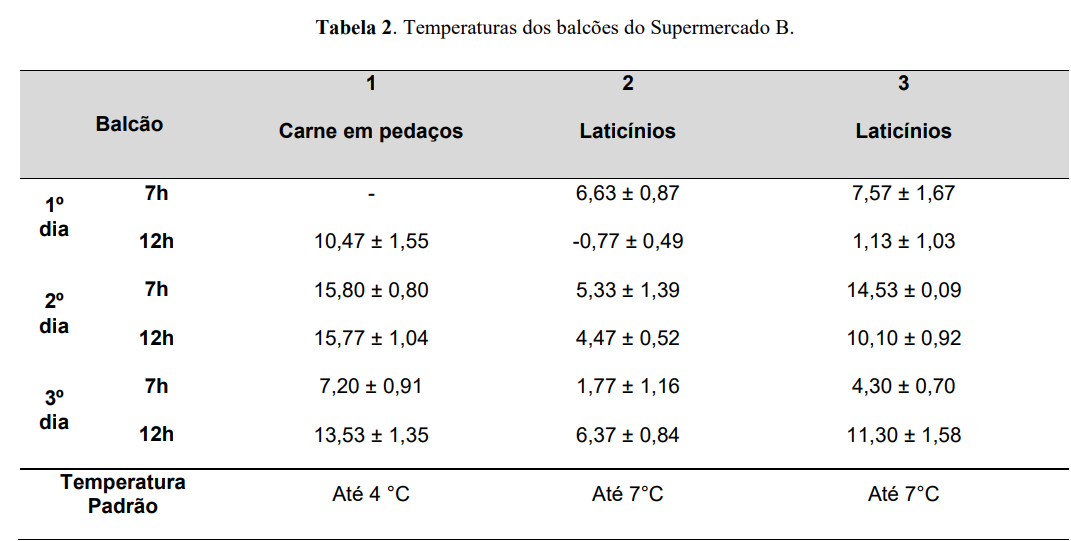 Tabela 2. Temperaturas dos balcões do Supermercado B.
Balcão 1 2 3
Carne em pedaços Laticínios Laticínios
1º dia 7h - 6,63 ± 0,87 7,57 ± 1,67
12h 10,47 ± 1,55 -0,77 ± 0,49 1,13 ± 1,03
2º dia 7h 15,80 ± 0,80 5,33 ± 1,39 14,53 ± 0,09
12h 15,77 ± 1,04 4,47 ± 0,52 10,10 ± 0,92
3º dia 7h 7,20 ± 0,91 1,77 ± 1,16 4,30 ± 0,70
12h 13,53 ± 1,35 6,37 ± 0,84 11,30 ± 1,58
Temperatura Padrão Até 4 °C Até 7°C Até 7°C